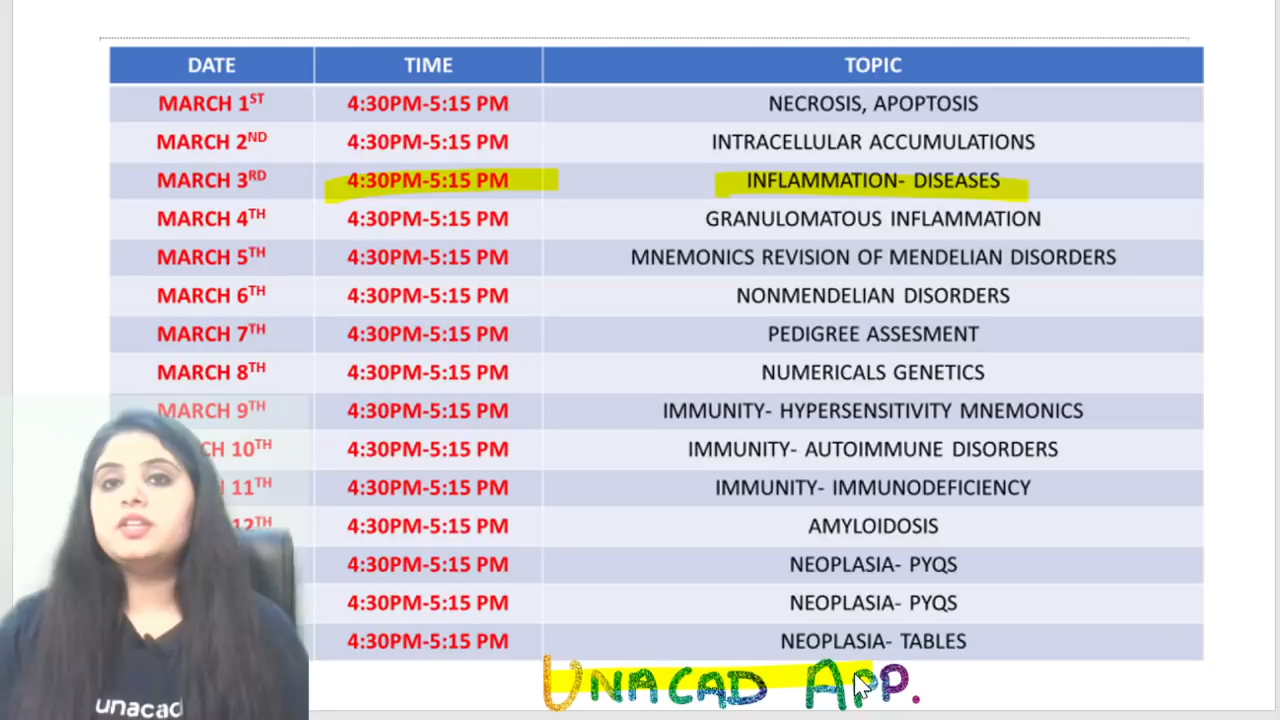 DATE TIME TOPIC
MARCH 1ST 4:30PM-5:15 PM NECROSIS, APOPTOSIS
MARCH 2ND 4:30PM-5:15 PM INTRACELLULAR ACCUMULATIONS
MARCH 3RD 4:30PM-5:15 PM INFLAMMATION- DISEASES
MARCH 4TH 4:30PM-5:15 PM GRANULOMATOUS INFLAMMATION
MARCH 5TH 4:30PM-5:15 PM MNEMONICS REVISION OF MENDELIAN DISORDERS
MARCH 6TH 4:30PM-5:15 PM NONMENDELIAN DISORDERS
MARCH 7TH 4:30PM-5:15 PM PEDIGREE ASSESMENT
MARCH 8TH 4:30PM-5:15 PM NUMERICALS GENETICS
MARCH 9TH 4:30PM-5:15 PM IMMUNITY- HYPERSENSITIVITY MNEMONICS
CH 10TH 4:30PM-5:15 PM IMMUNITY- AUTOIMMUNE DISORDERS
11TH 4:30PM-5:15 PM IMMUNITY- IMMUNODEFICIENCY
12TH 4:30PM-5:15 PM AMYLOIDOSIS
4:30PM-5:15 PM NEOPLASIA- PYQS
4:30PM-5:15 PM NEOPLASIA- PYQS
4:30PM-5:15 PM NEOPLASIA- TABLES
UNACAD APP.
unacad